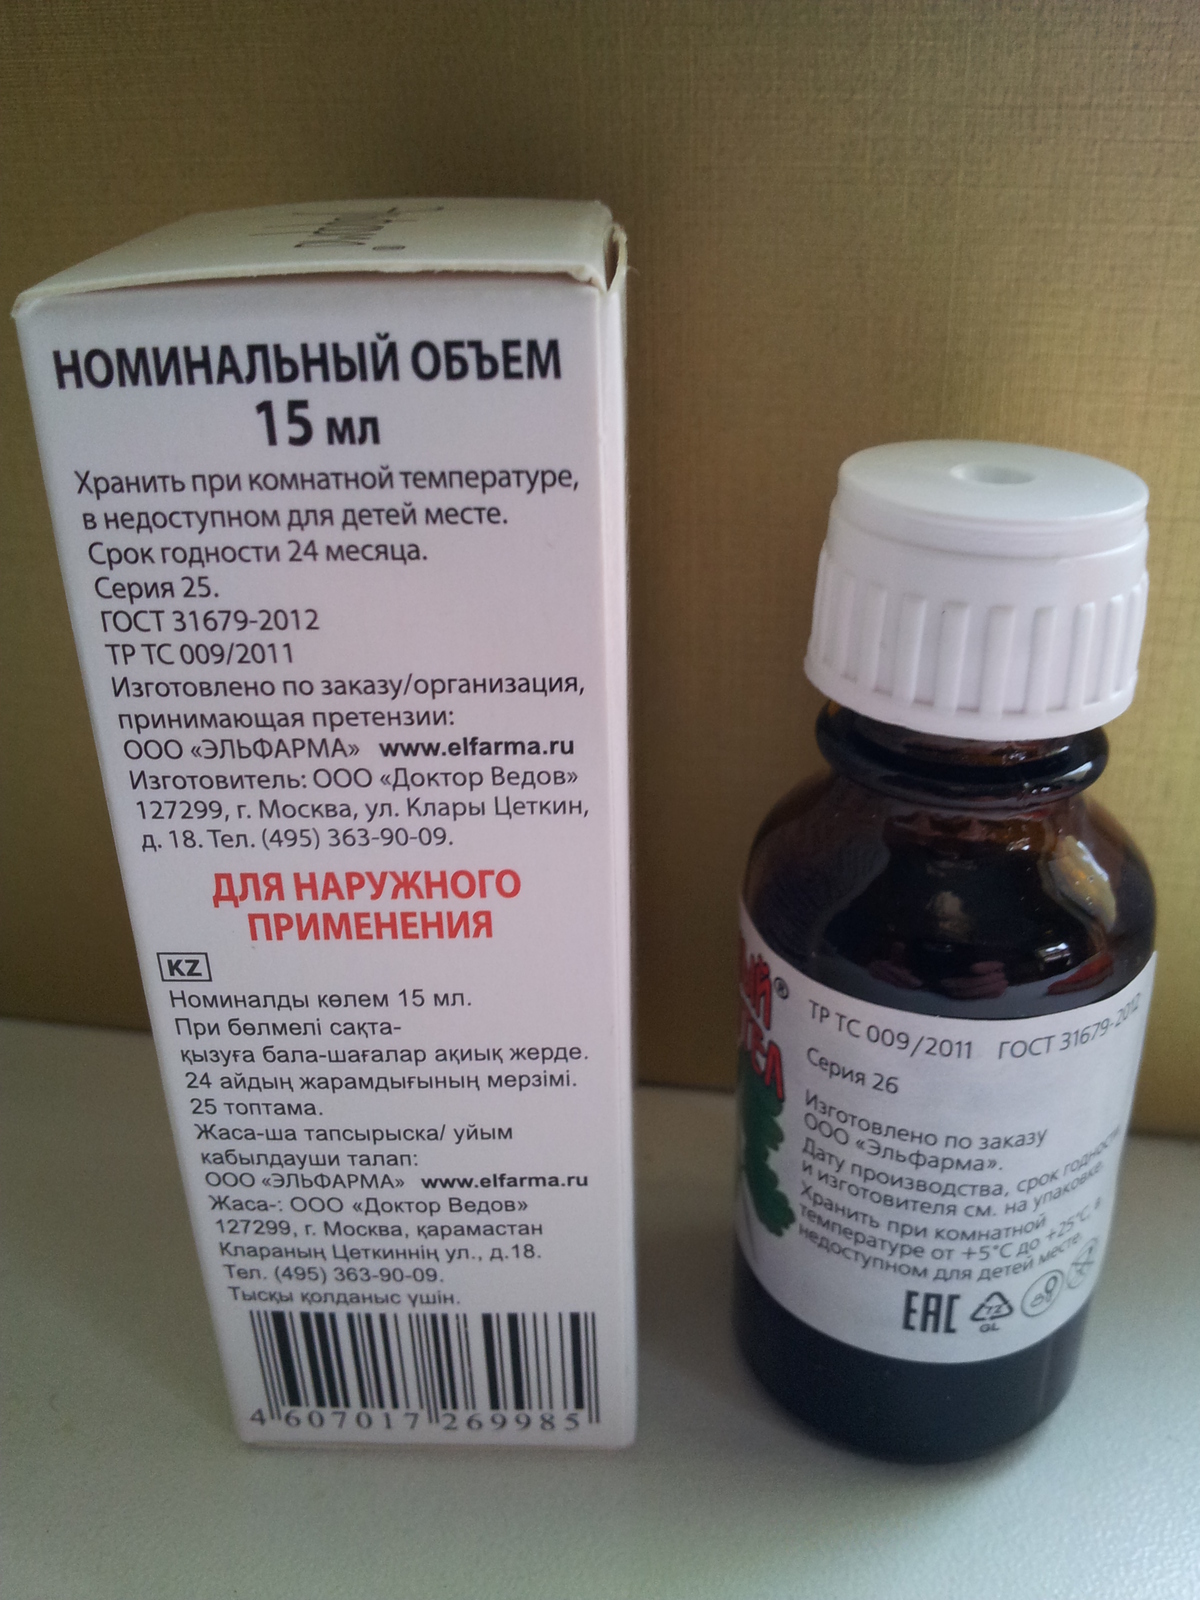 НОМИНАЛЬНЫЙ ОБЪЕМ
15 мл
Хранить при комнатной температуре,
в недоступном для детей месте.
Срок годности 24 месяца.
Серия 25.
ГОСТ 31679-2012
ТР ТС 009/2011
Изготовлено по заказу/организация,
принимающая претензии:
ООО «ЭЛЬФАРМА» www.elfarma.ru
Изготовитель: ООО «Доктор Ведов»
127299, г. Москва, ул. Клары Цеткин,
д. 18. Тел. (495) 363-90-09.
ДЛЯ НАРУЖНОГО
ПРИМЕНЕНИЯ
KZ
Номиналды көлем 15 мл.
При бөлмелі сақта-
қызуға бала-шағалар ақиық жерде.
24 айдың жарамдығының мерзімі.
25 топтама.
Жаса-ша тапсырыска/ уйым
кабылдауши талап:
ООО «ЭЛЬФАРМА» www.elfarma.ru
Жаса-: ООО «Доктор Ведов»
127299, г. Москва, қарамастан
Клараның Цеткиннің ул., д.18.
Тел. (495) 363-90-09.
Тысқы қолданыс үшін.
4 607017 269985
ТР ТС 009/2011 ГОСТ 31679-2012
Серия 26
Изготовлено по заказу
ООО «Эльфарма».
Дату производства, срок годности
и изготовителя см. на упаковке.
Хранить при комнатной
температуре от +5°С до +25°С, в
недоступном для детей месте.
EAC
72
GL